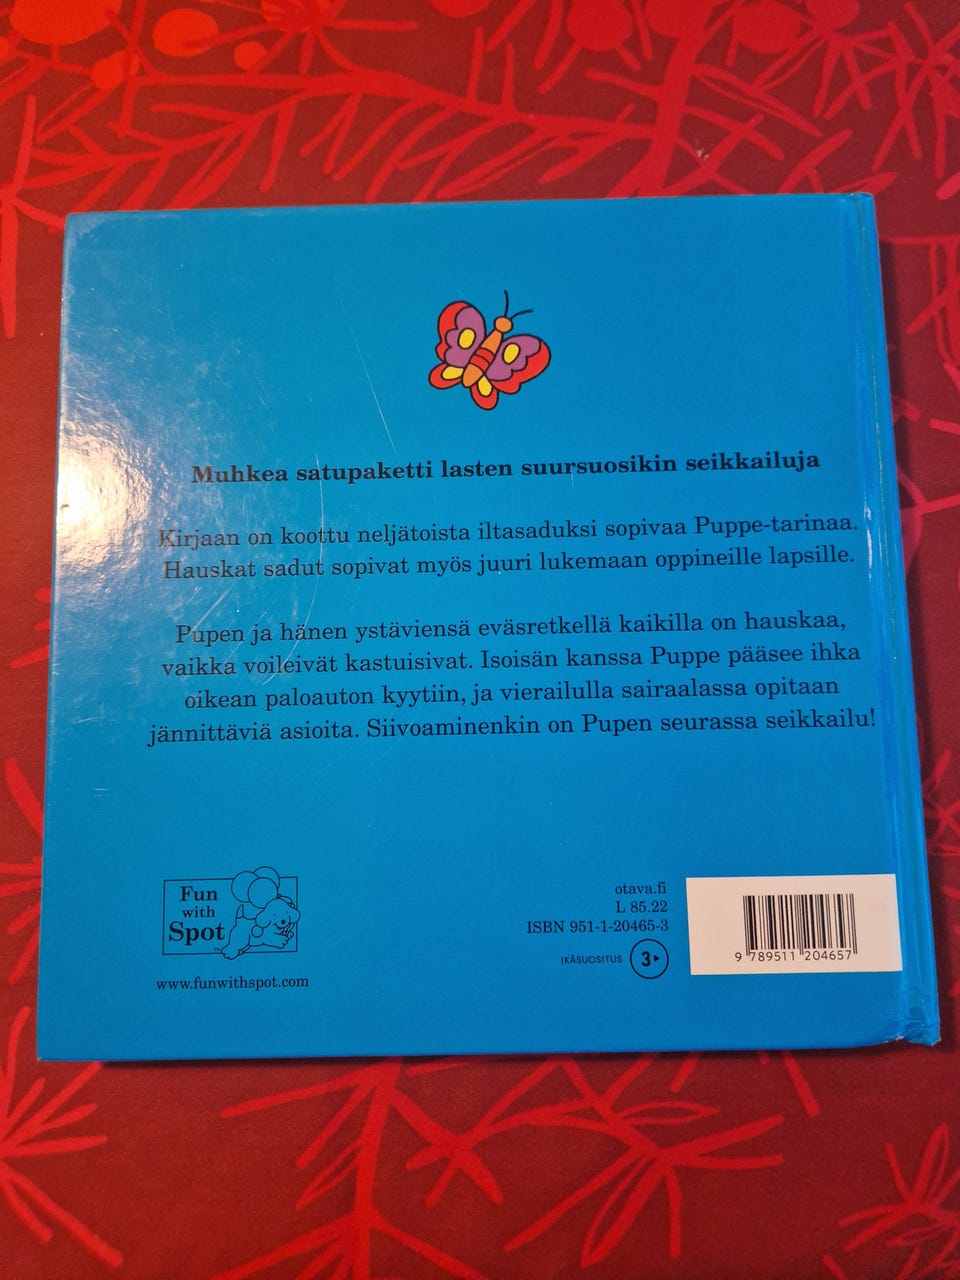 Muhkea satupaketti lasten suursuosikin seikkailuja
Kirjaan on koottu neljätoista iltasaduksi sopivaa Puppe-tarinaa.
Hauskat sadut sopivat myös juuri lukemaan oppineille lapsille.
Pupen ja hänen ystäviensä eväsretkellä kaikilla on hauskaa,
vaikka voileivät kastuisivat. Isoisän kanssa Puppe pääsee ihka
oikean paloauton kyytiin, ja vierailulla sairaalassa opitaan
jännittäviä asioita. Siivoaminenkin on Pupen seurassa seikkailu!
Fun
with
Spot™
www.funwithspot.com
otava.fi
L 85.22
ISBN 951-1-20465-3
IKÄSUOSITUS 3
9 789511 204657